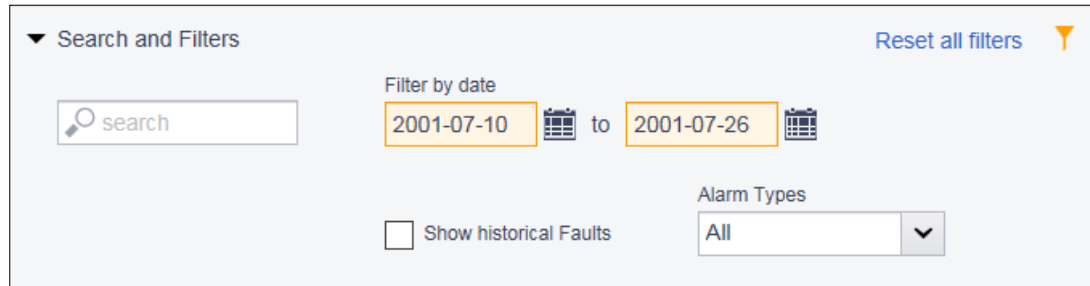 Search and Filters
Reset all filters
Filter by date
search
2001-07-10 to 2001-07-26
Alarm Types
Show historical Faults
All